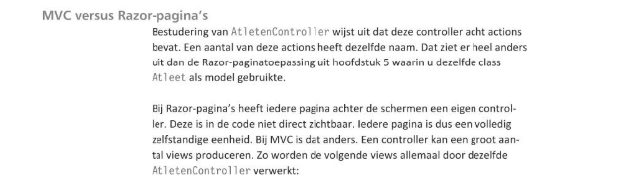 MVC versus Razor-pagina's
Bestudering van AtletenController wijst uit dat deze controller acht actions
bevat. Een aantal van deze actions heeft dezelfde naam. Dat ziet er heel anders
uit dan de Razor-paginatoepassing uit hoofdstuk 5 waarin u dezelfde class
Atleet als model gebruikte.
Bij Razor-pagina's heeft iedere pagina achter de schermen een eigen control-
ler. Deze is in de code niet direct zichtbaar. Iedere pagina is dus een volledig
zelfstandige eenheid. Bij MVC is dat anders. Een controller kan een groot aan-
tal views produceren. Zo worden de volgende views allemaal door dezelfde
AtletenController verwerkt: